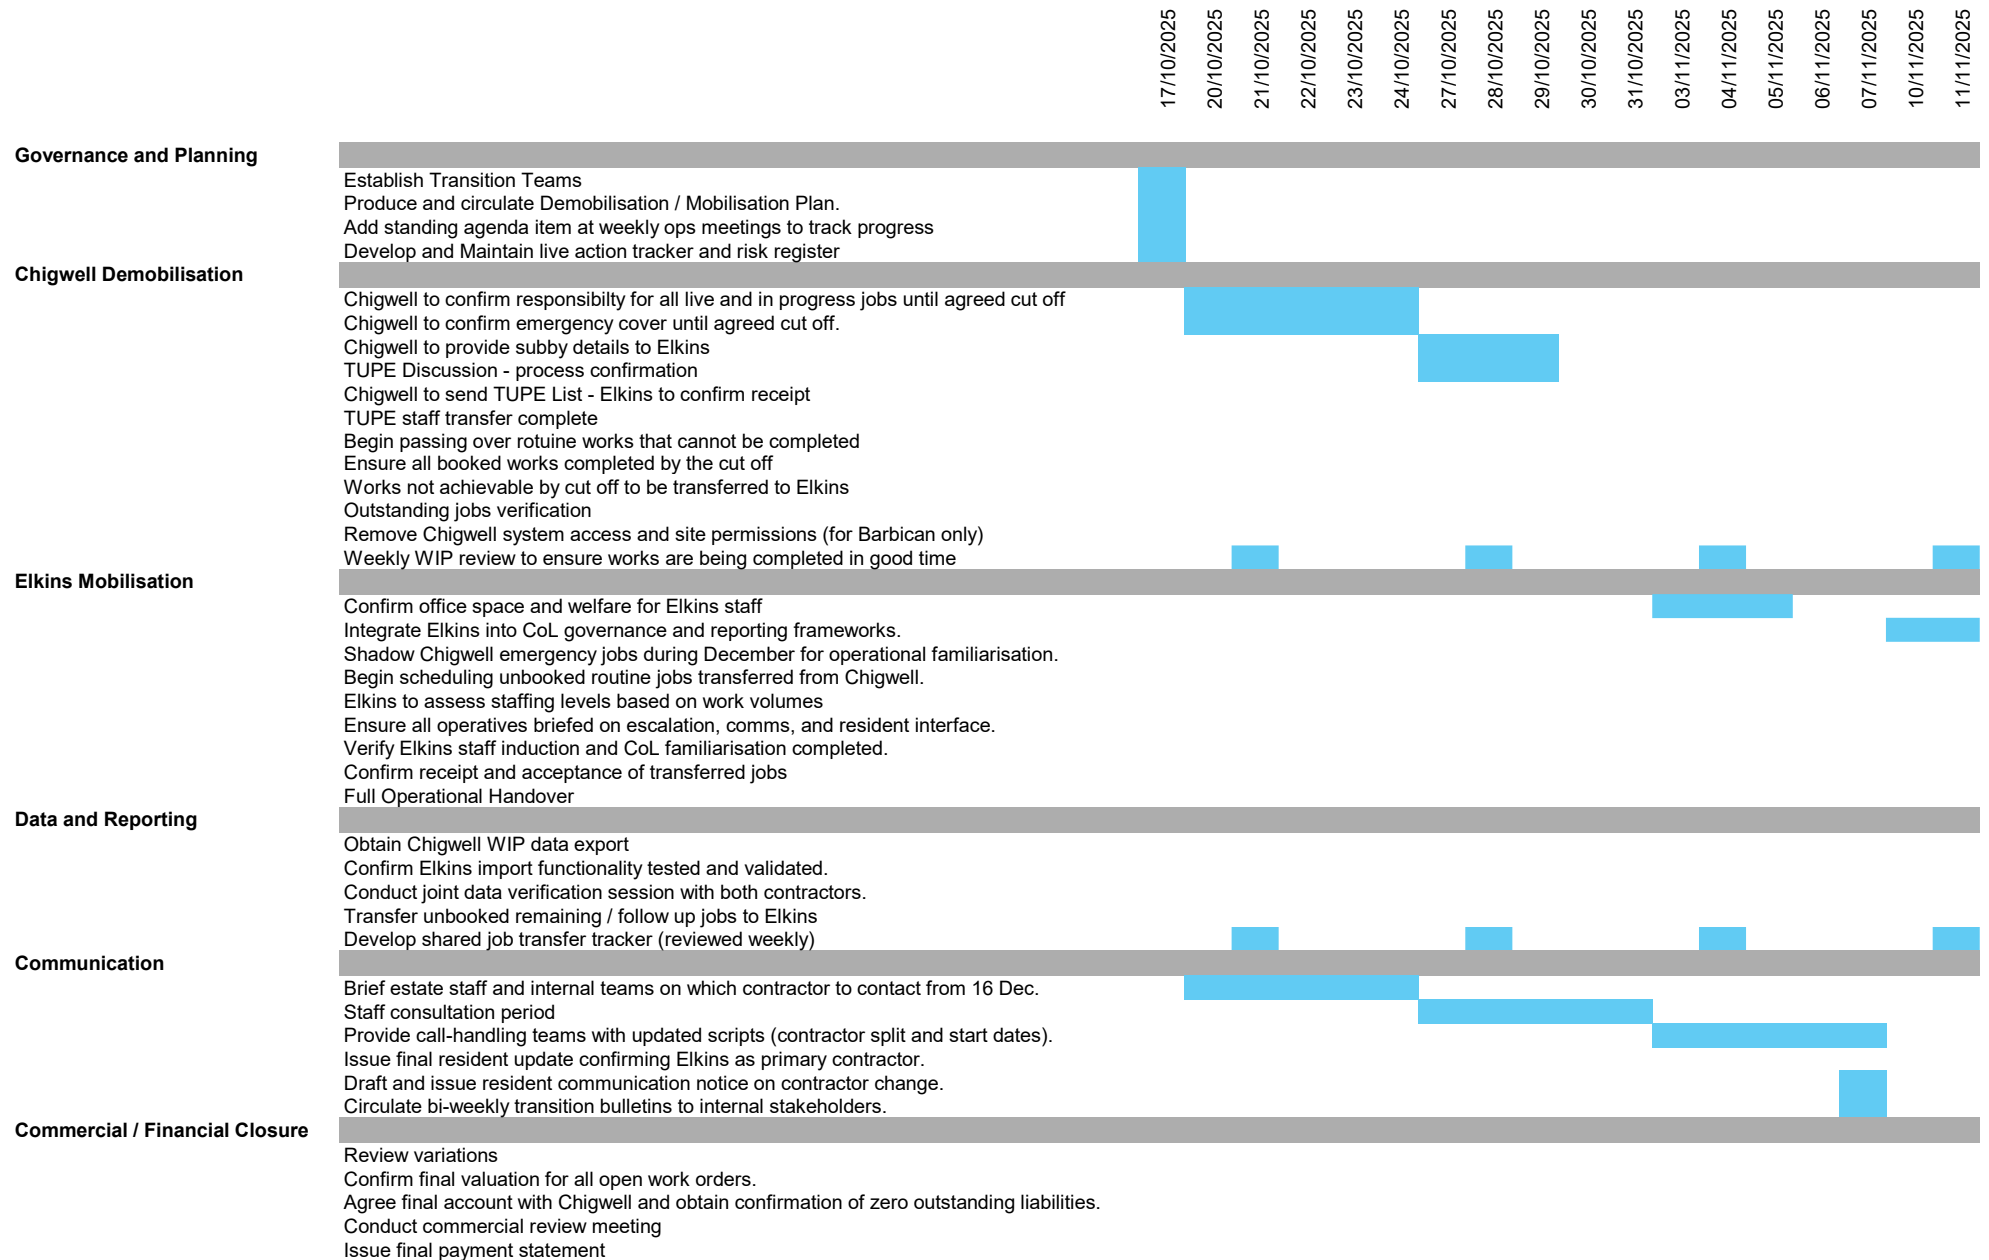 17/10/2025
20/10/2025
21/10/2025
22/10/2025
23/10/2025
24/10/2025
27/10/2025
28/10/2025
29/10/2025
30/10/2025
31/10/2025
03/11/2025
04/11/2025
05/11/2025
06/11/2025
07/11/2025
10/11/2025
11/11/2025
Governance and Planning
Establish Transition Teams
Produce and circulate Demobilisation / Mobilisation Plan.
Add standing agenda item at weekly ops meetings to track progress
Develop and Maintain live action tracker and risk register
Chigwell Demobilisation
Chigwell to confirm responsibilty for all live and in progress jobs until agreed cut off
Chigwell to confirm emergency cover until agreed cut off.
Chigwell to provide subby details to Elkins
TUPE Discussion - process confirmation
Chigwell to send TUPE List - Elkins to confirm receipt
TUPE staff transfer complete
Begin passing over rotuine works that cannot be completed
Ensure all booked works completed by the cut off
Works not achievable by cut off to be transferred to Elkins
Outstanding jobs verification
Remove Chigwell system access and site permissions (for Barbican only)
Weekly WIP review to ensure works are being completed in good time
Elkins Mobilisation
Confirm office space and welfare for Elkins staff
Integrate Elkins into CoL governance and reporting frameworks.
Shadow Chigwell emergency jobs during December for operational familiarisation.
Begin scheduling unbooked routine jobs transferred from Chigwell.
Elkins to assess staffing levels based on work volumes
Ensure all operatives briefed on escalation, comms, and resident interface.
Verify Elkins staff induction and CoL familiarisation completed.
Confirm receipt and acceptance of transferred jobs
Full Operational Handover
Data and Reporting
Obtain Chigwell WIP data export
Confirm Elkins import functionality tested and validated.
Conduct joint data verification session with both contractors.
Transfer unbooked remaining / follow up jobs to Elkins
Develop shared job transfer tracker (reviewed weekly)
Communication
Brief estate staff and internal teams on which contractor to contact from 16 Dec.
Staff consultation period
Provide call-handling teams with updated scripts (contractor split and start dates).
Issue final resident update confirming Elkins as primary contractor.
Draft and issue resident communication notice on contractor change.
Circulate bi-weekly transition bulletins to internal stakeholders.
Commercial / Financial Closure
Review variations
Confirm final valuation for all open work orders.
Agree final account with Chigwell and obtain confirmation of zero outstanding liabilities.
Conduct commercial review meeting
Issue final payment statement